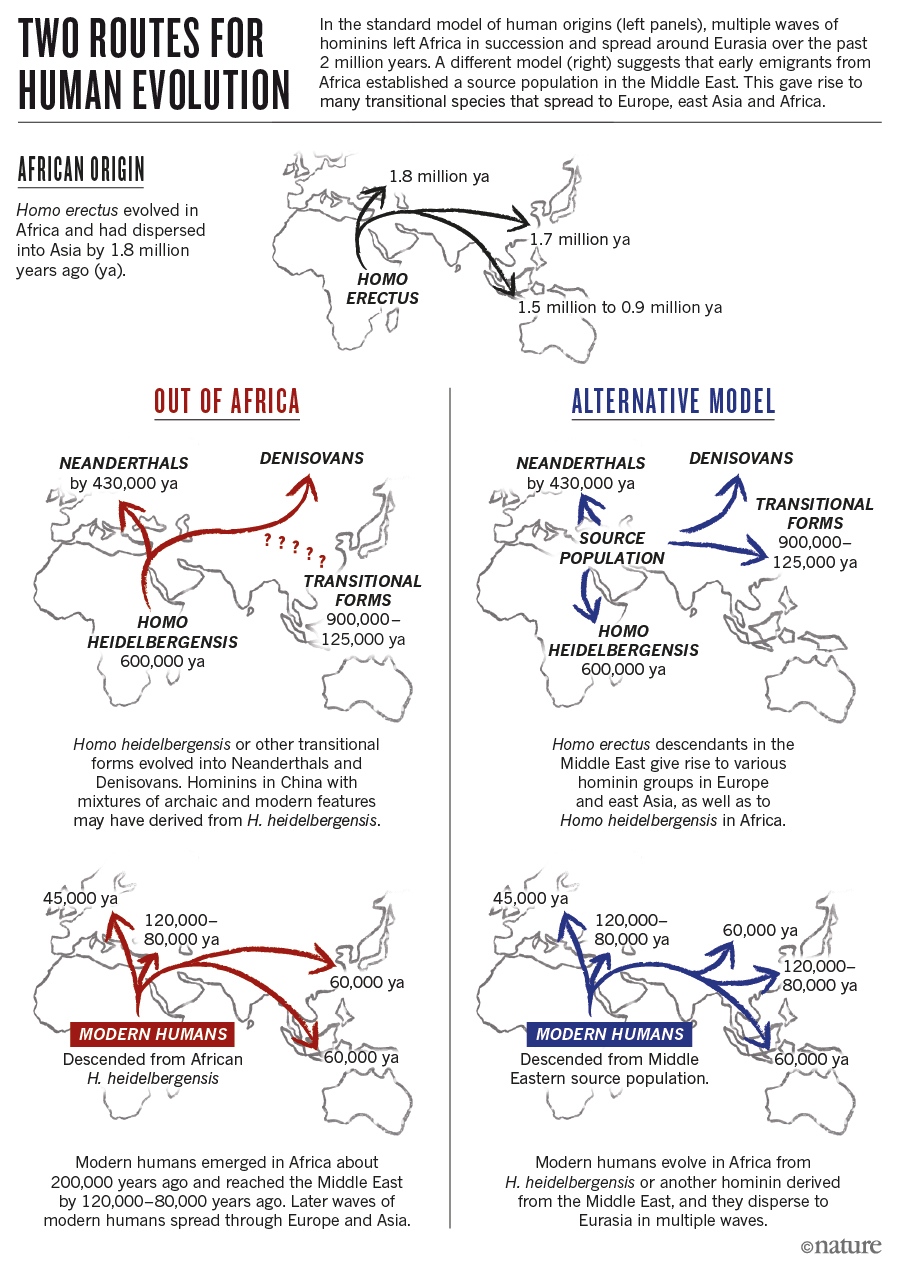 TWO ROUTES FOR
HUMAN EVOLUTION
In the standard model of human origins (left panels), multiple waves of
hominins left Africa in succession and spread around Eurasia over the past
2 million years. A different model (right) suggests that early emigrants from
Africa established a source population in the Middle East. This gave rise to
many transitional species that spread to Europe, east Asia and Africa.
AFRICAN ORIGIN
Homo erectus evolved in
Africa and had dispersed
into Asia by 1.8 million
years ago (ya).
1.8 million ya
1.7 million ya
HOMO
ERECTUS
1.5 million to 0.9 million ya
OUT OF AFRICA
NEANDERTHALS
by 430,000 ya
DENISOVANS
? ? ? ? ?
TRANSITIONAL
FORMS
900,000–
125,000 ya
HOMO
HEIDELBERGENSIS
600,000 ya
Homo heidelbergensis or other transitional
forms evolved into Neanderthals and
Denisovans. Hominins in China with
mixtures of archaic and modern features
may have derived from H. heidelbergensis.
45,000 ya
120,000–
80,000 ya
60,000 ya
MODERN HUMANS
60,000 ya
Descended from African
H. heidelbergensis
Modern humans emerged in Africa about
200,000 years ago and reached the Middle East
by 120,000–80,000 years ago. Later waves of
modern humans spread through Europe and Asia.
ALTERNATIVE MODEL
NEANDERTHALS
by 430,000 ya
DENISOVANS
TRANSITIONAL
FORMS
900,000–
125,000 ya
SOURCE
POPULATION
HOMO
HEIDELBERGENSIS
600,000 ya
Homo erectus descendants in the
Middle East give rise to various
hominin groups in Europe
and east Asia, as well as to
Homo heidelbergensis in Africa.
45,000 ya
120,000–
80,000 ya
60,000 ya
120,000–
80,000 ya
MODERN HUMANS
60,000 ya
Descended from Middle
Eastern source population.
Modern humans evolve in Africa from
H. heidelbergensis or another hominin derived
from the Middle East, and they disperse to
Eurasia in multiple waves.
©nature